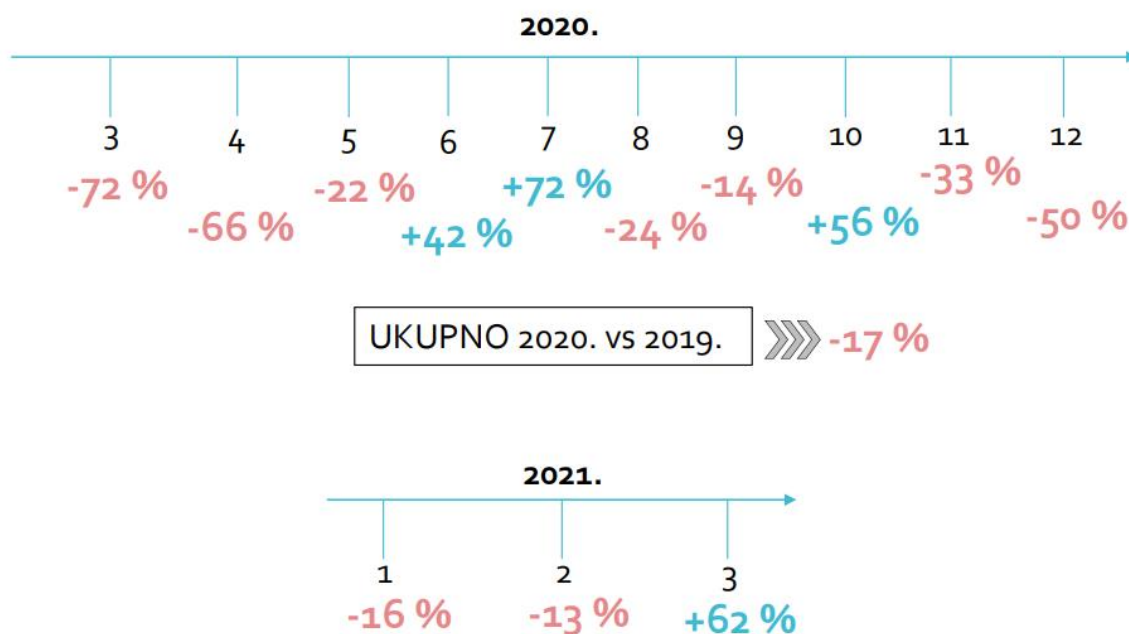 2020.
3 4 5 6 7 8 9 10 11 12
-72 % -66 % -22 % +42 % +72 % -24 % -14 % +56 % -33 % -50 %
UKUPNO 2020. vs 2019. -17 %
2021.
1 2 3
-16 % -13 % +62 %